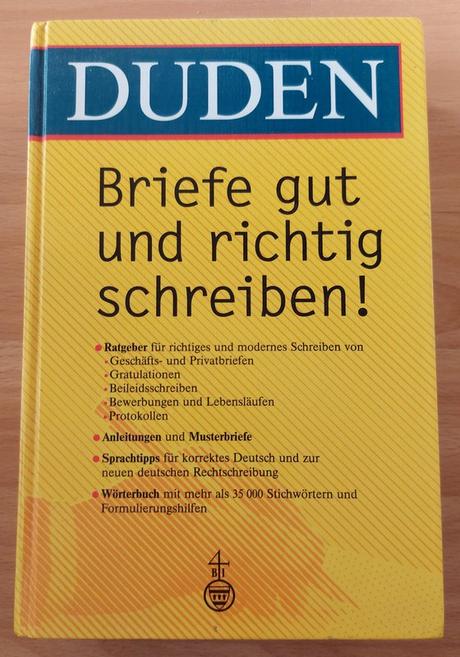 DUDEN
Briefe gut
und richtig
schreiben!
Ratgeber für richtiges und modernes Schreiben von
Geschäfts- und Privatbriefen
Gratulationen
Beileidsschreiben
Bewerbungen und Lebensläufen
Protokollen
Anleitungen und Musterbriefe
Sprachtipps für korrektes Deutsch und zur
neuen deutschen Rechtschreibung
Wörterbuch mit mehr als 35 000 Stichwörtern und
Formulierungshilfen
B I